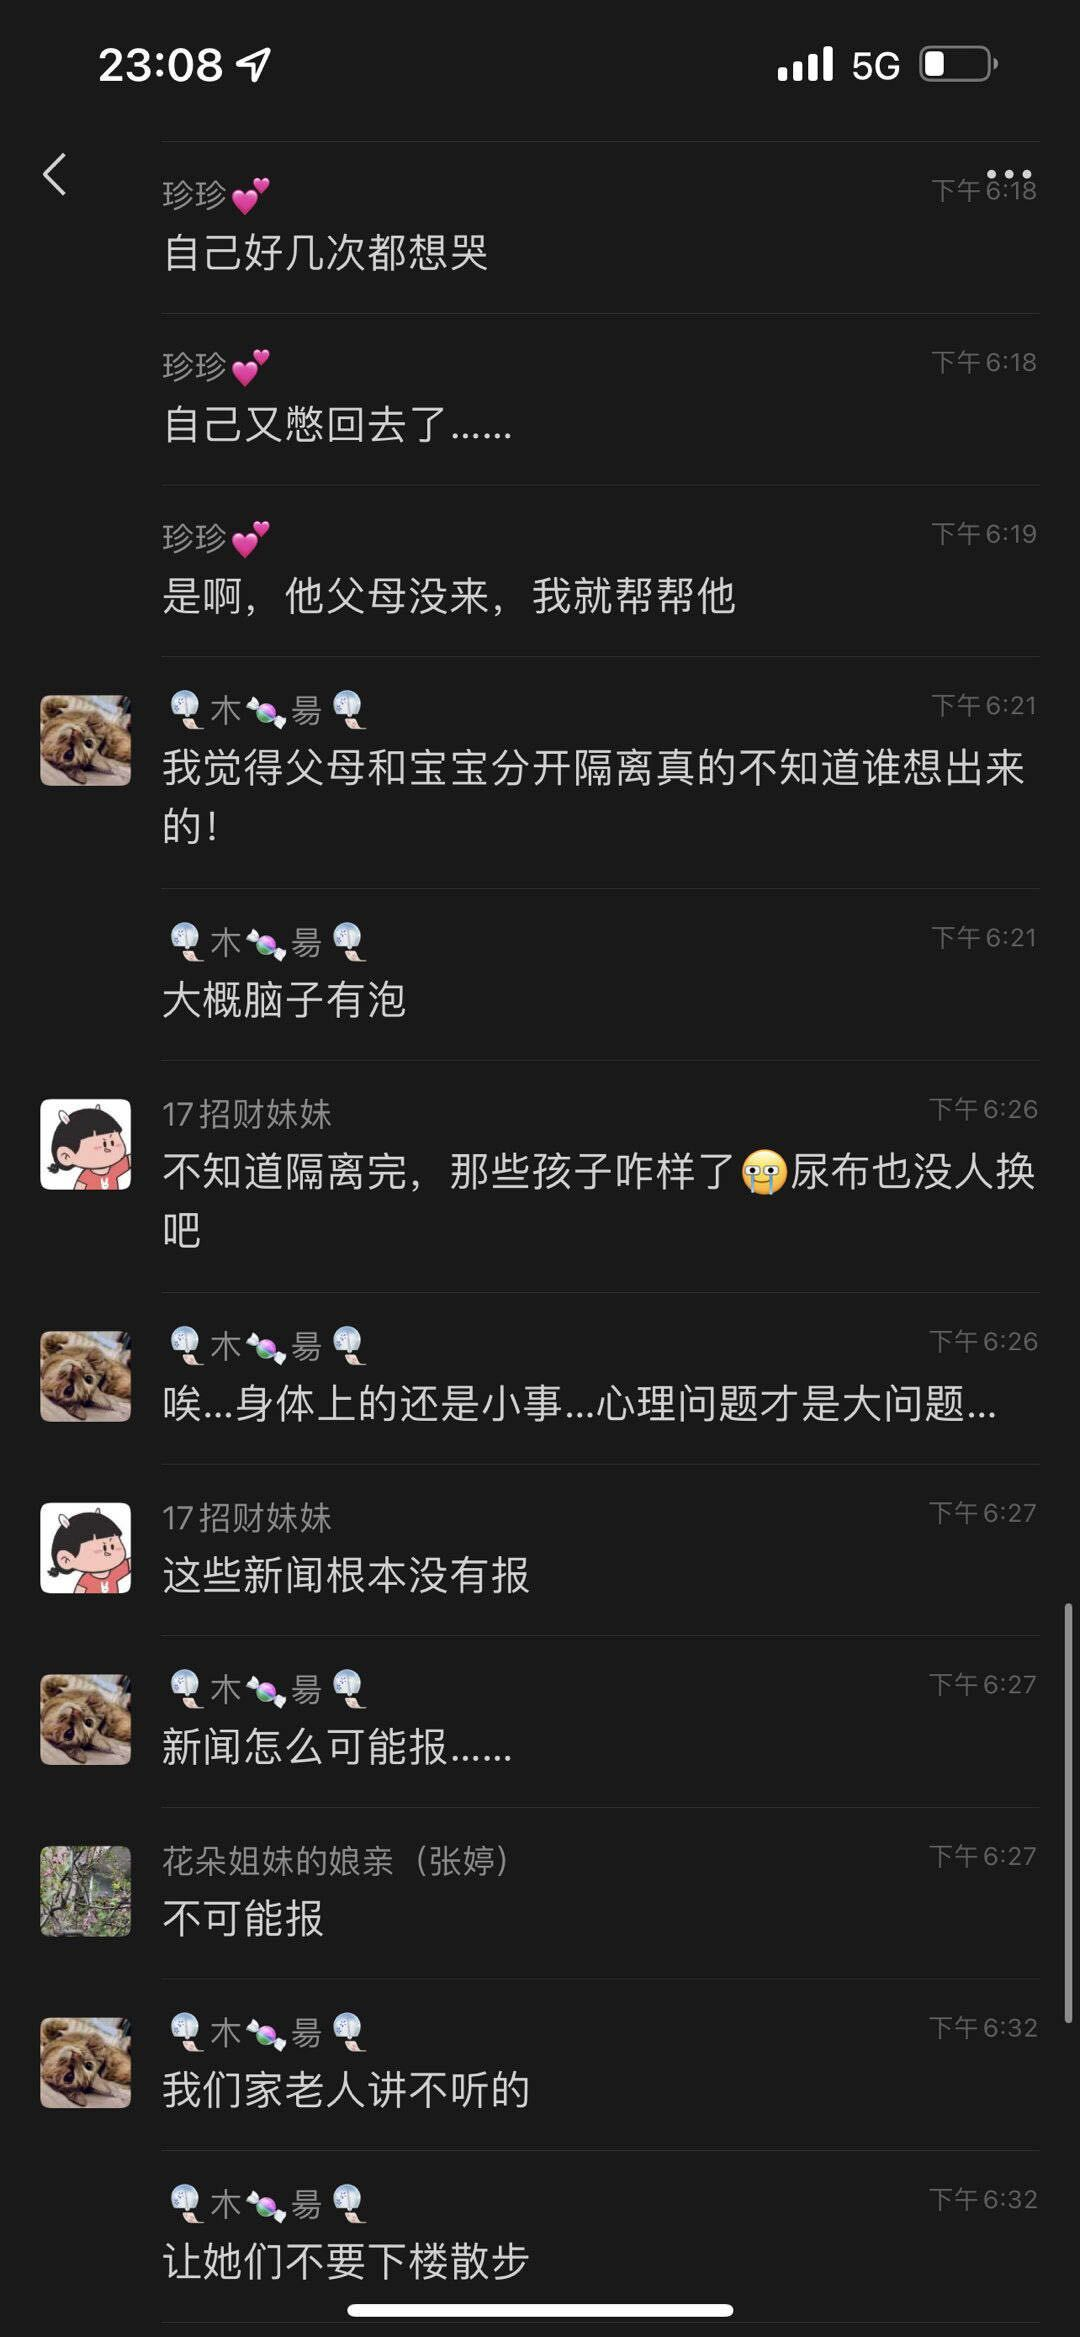 23:08
5G
珍珍💕
下午6:18
自己好几次都想哭
珍珍💕
下午6:18
自己又憋回去了……
珍珍💕
下午6:19
是啊，他父母没来，我就帮帮他
🎐木🍬昜🎐
下午6:21
我觉得父母和宝宝分开隔离真的不知道谁想出来
的！
🎐木🍬昜🎐
下午6:21
大概脑子有泡
17招财妹妹
下午6:26
不知道隔离完，那些孩子咋样了😭尿布也没人换
吧
🎐木🍬昜🎐
下午6:26
唉…身体上的还是小事…心理问题才是大问题…
17招财妹妹
下午6:27
这些新闻根本没有报
🎐木🍬昜🎐
下午6:27
新闻怎么可能报……
花朵姐妹的娘亲（张婷）
下午6:27
不可能报
🎐木🍬昜🎐
下午6:32
我们家老人讲不听的
🎐木🍬昜🎐
下午6:32
让她们不要下楼散步